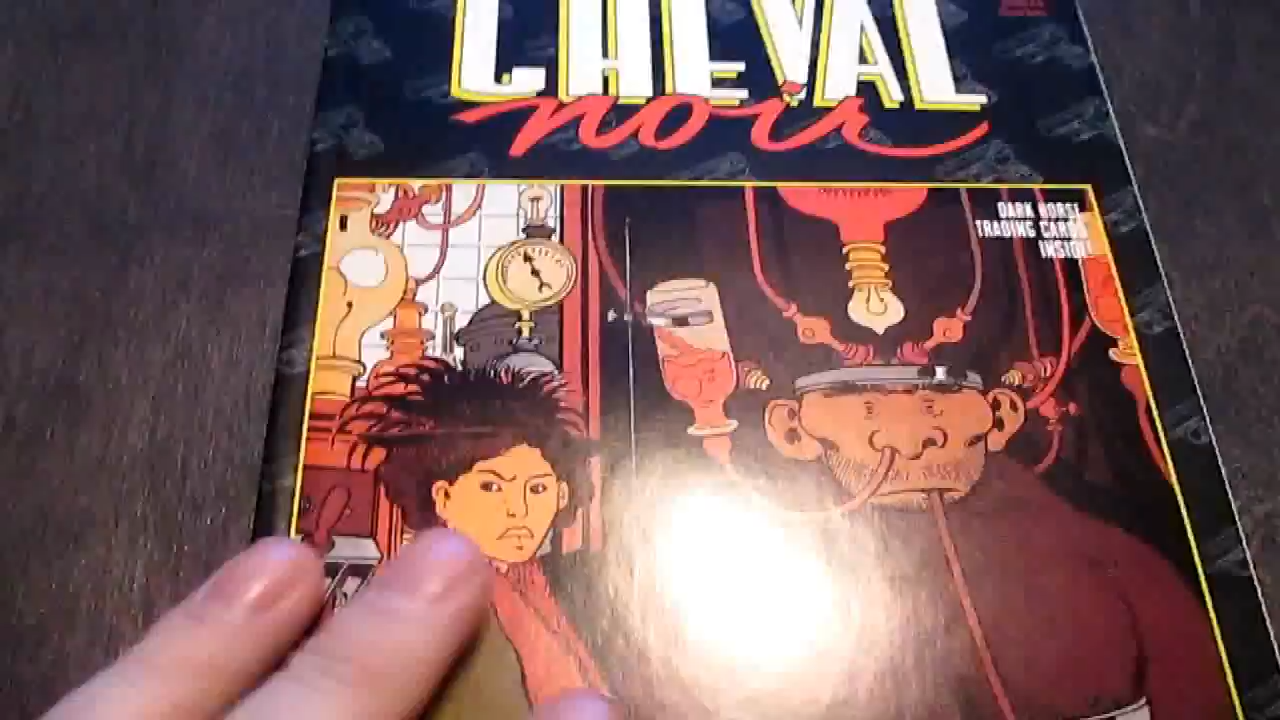 CHEVAL
noir
DARK HORSE
TRADING CARDS
INSIDE!